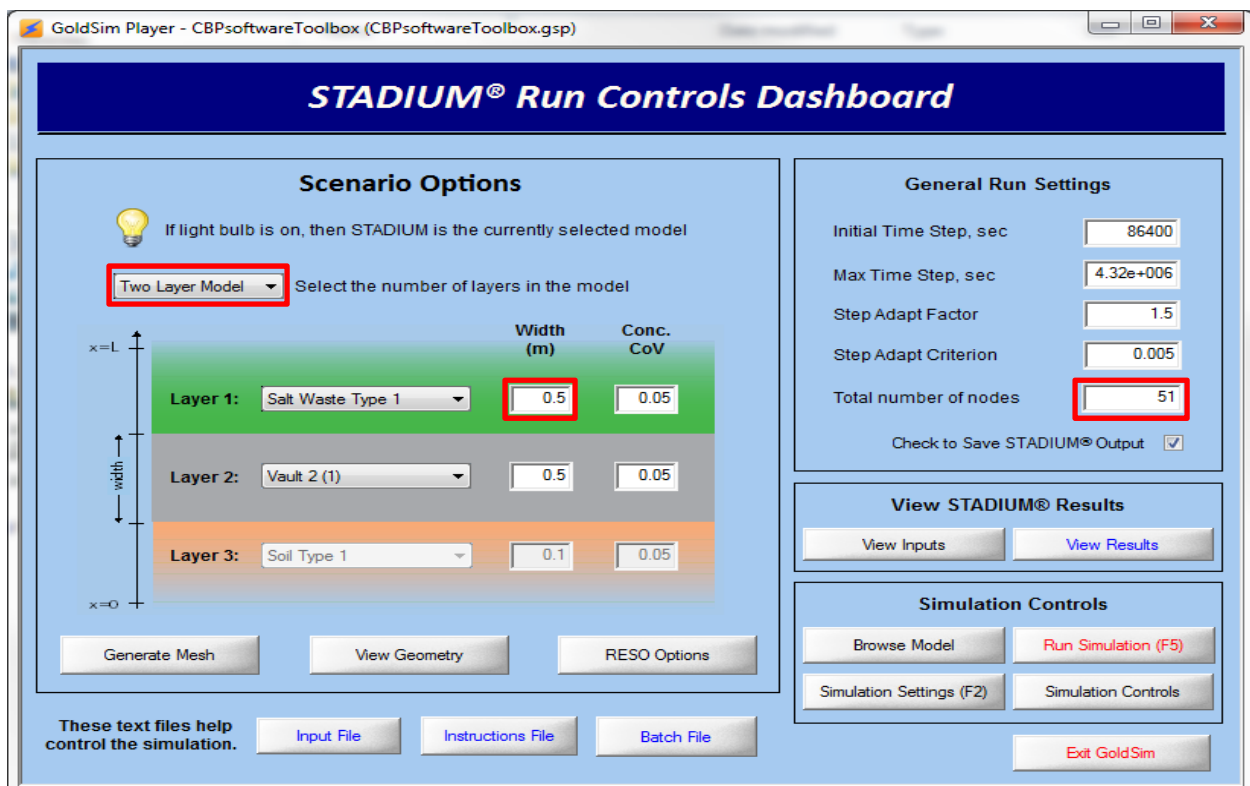 GoldSim Player - CBPsoftwareToolbox (CBPsoftwareToolbox.gsp)
STADIUM® Run Controls Dashboard
Scenario Options
If light bulb is on, then STADIUM is the currently selected model
Two Layer Model Select the number of layers in the model
Width
(m)
Conc.
CoV
x=L
Layer 1: Salt Waste Type 1 0.5 0.05
width
Layer 2: Vault 2 (1) 0.5 0.05
Layer 3: Soil Type 1 0.1 0.05
x=0
Generate Mesh View Geometry RESO Options
These text files help
control the simulation.
Input File Instructions File Batch File
General Run Settings
Initial Time Step, sec 86400
Max Time Step, sec 4.32e+006
Step Adapt Factor 1.5
Step Adapt Criterion 0.005
Total number of nodes 51
Check to Save STADIUM® Output
View STADIUM® Results
View Inputs View Results
Simulation Controls
Browse Model Run Simulation (F5)
Simulation Settings (F2) Simulation Controls
Exit GoldSim